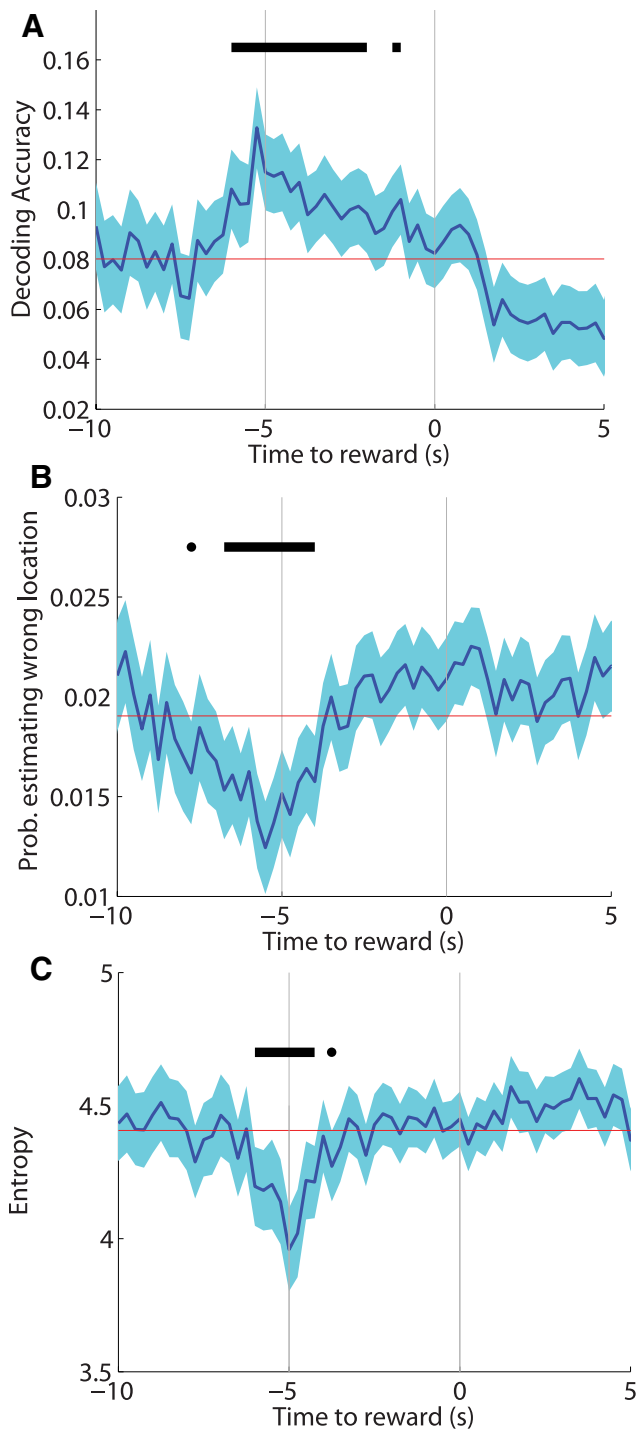 A
Decoding Accuracy
0.16
0.14
0.12
0.1
0.08
0.06
0.04
0.02
−10 −5 0 5
Time to reward (s)
B
Prob. estimating wrong location
0.03
0.025
0.02
0.015
0.01
−10 −5 0 5
Time to reward (s)
C
Entropy
5
4.5
4
3.5
−10 −5 0 5
Time to reward (s)